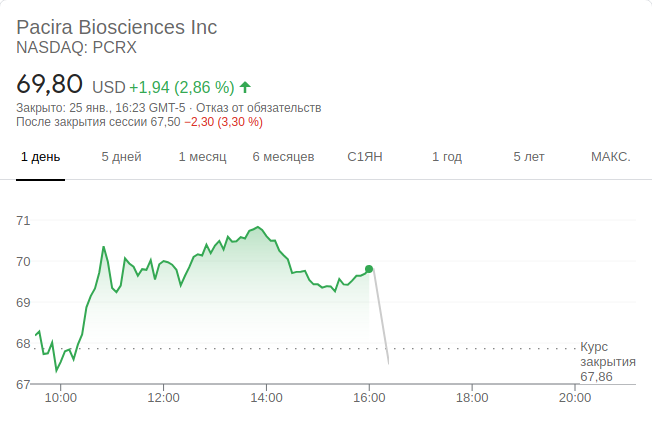 Pacira Biosciences Inc
NASDAQ: PCRX
69,80 USD +1,94 (2,86 %)
Закрыто: 25 янв., 16:23 GMT-5 · Отказ от обязательств
После закрытия сессии 67,50 −2,30 (3,30 %)
1 день 5 дней 1 месяц 6 месяцев С1ЯН 1 год 5 лет МАКС.
71
70
69
68
67
Курс
закрытия
67,86
10:00 12:00 14:00 16:00 18:00 20:00